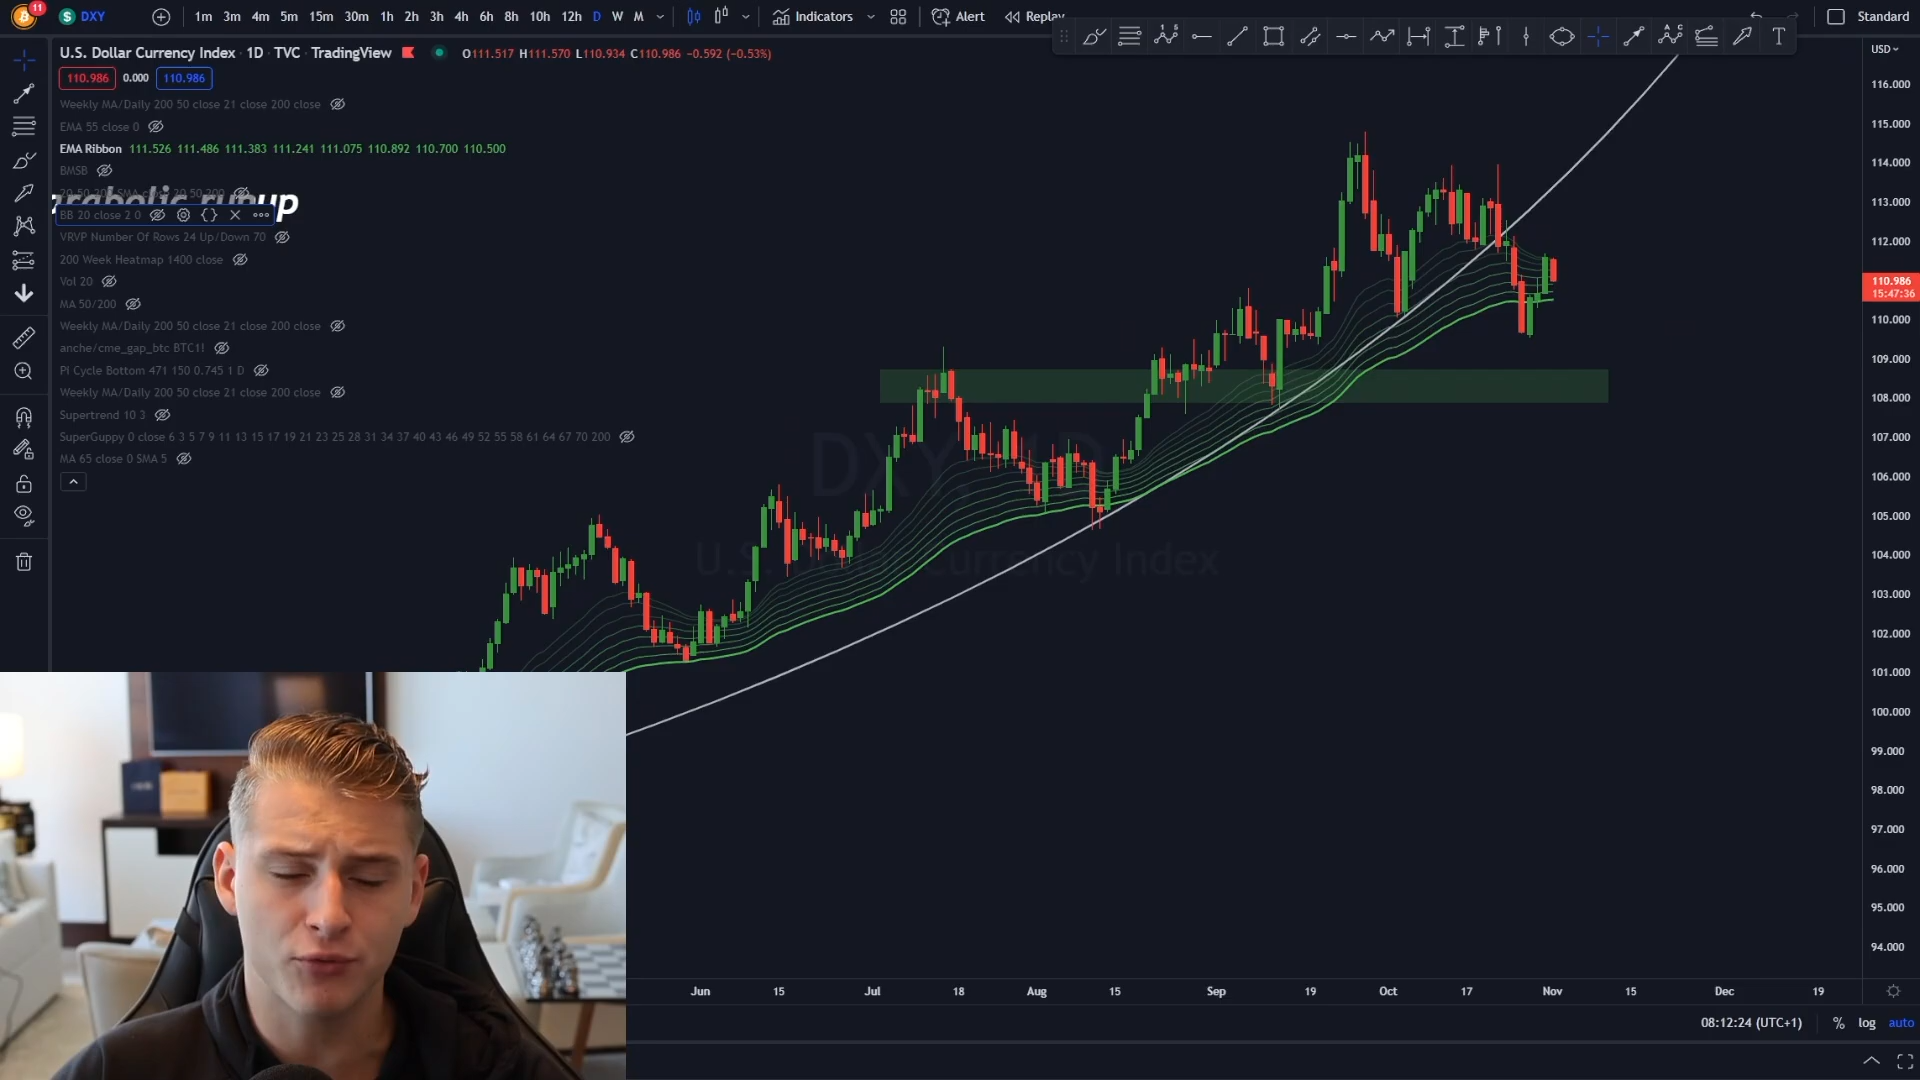 11
DXY
1m 3m 4m 5m 15m 30m 1h 2h 3h 4h 6h 8h 10h 12h D W M
Indicators
Alert
Replay
Standard
U.S. Dollar Currency Index · 1D · TVC · TradingView
O111.517 H111.570 L110.934 C110.986 -0.592 (-0.53%)
USD
110.986 0.000 110.986
Weekly MA/Daily 200 50 close 21 close 200 close
EMA 55 close 0
EMA Ribbon 111.526 111.486 111.383 111.241 111.075 110.892 110.700 110.500
BMSB
BB 20 close 2 0
VRVP Number Of Rows 24 Up/Down 70
200 Week Heatmap 1400 close
Vol 20
MA 50/200
Weekly MA/Daily 200 50 close 21 close 200 close
anche/cme_gap_btc BTC1!
PI Cycle Bottom 471 150 0.745 1 D
Weekly MA/Daily 200 50 close 21 close 200 close
Supertrend 10 3
SuperGuppy 0 close 6 3 5 7 9 11 13 15 17 19 21 23 25 28 31 34 37 40 43 46 49 52 55 58 61 64 67 70 200
MA 65 close 0 SMA 5
DXY, 1D
U.S. Dollar Currency Index
116.000
115.000
114.000
113.000
112.000
110.986
15:47:36
110.000
109.000
108.000
107.000
106.000
105.000
104.000
103.000
102.000
101.000
100.000
99.000
98.000
97.000
96.000
95.000
94.000
Jun 15 Jul 18 Aug 15 Sep 19 Oct 17 Nov 15 Dec 19
08:12:24 (UTC+1) % log auto